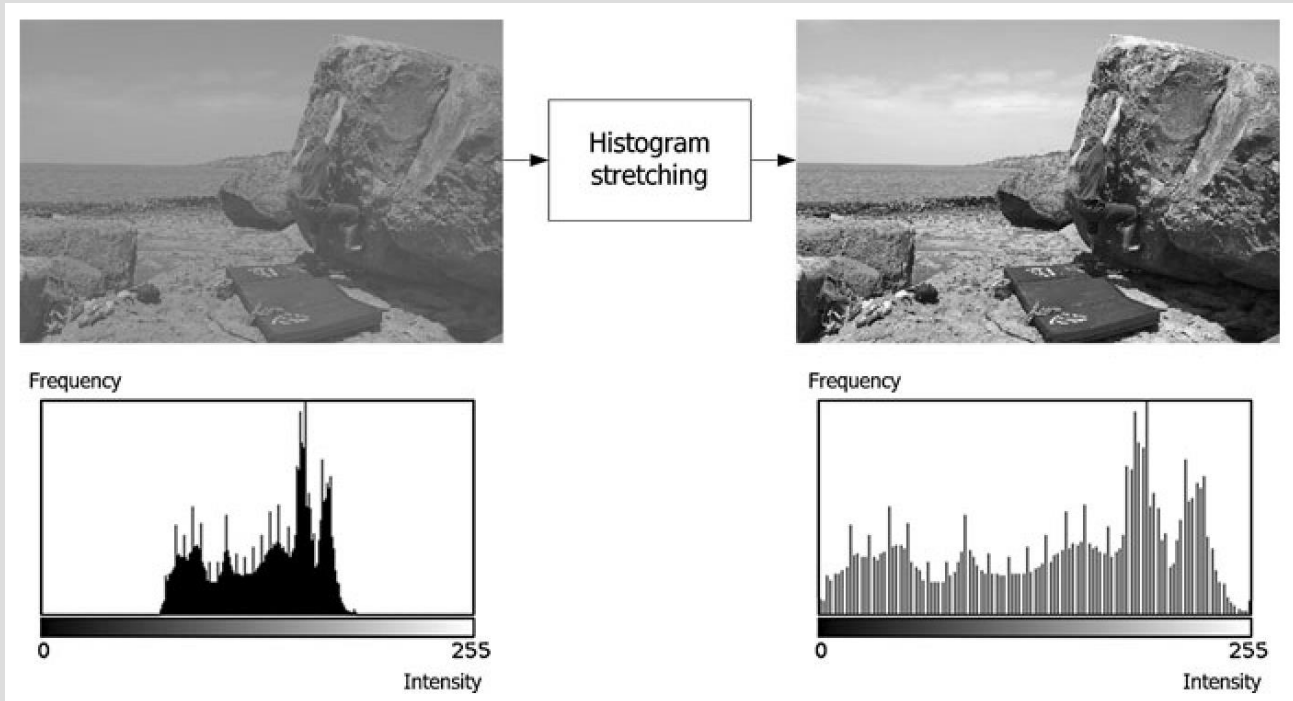 Histogram
stretching
Frequency
0
255
Intensity
Frequency
0
255
Intensity